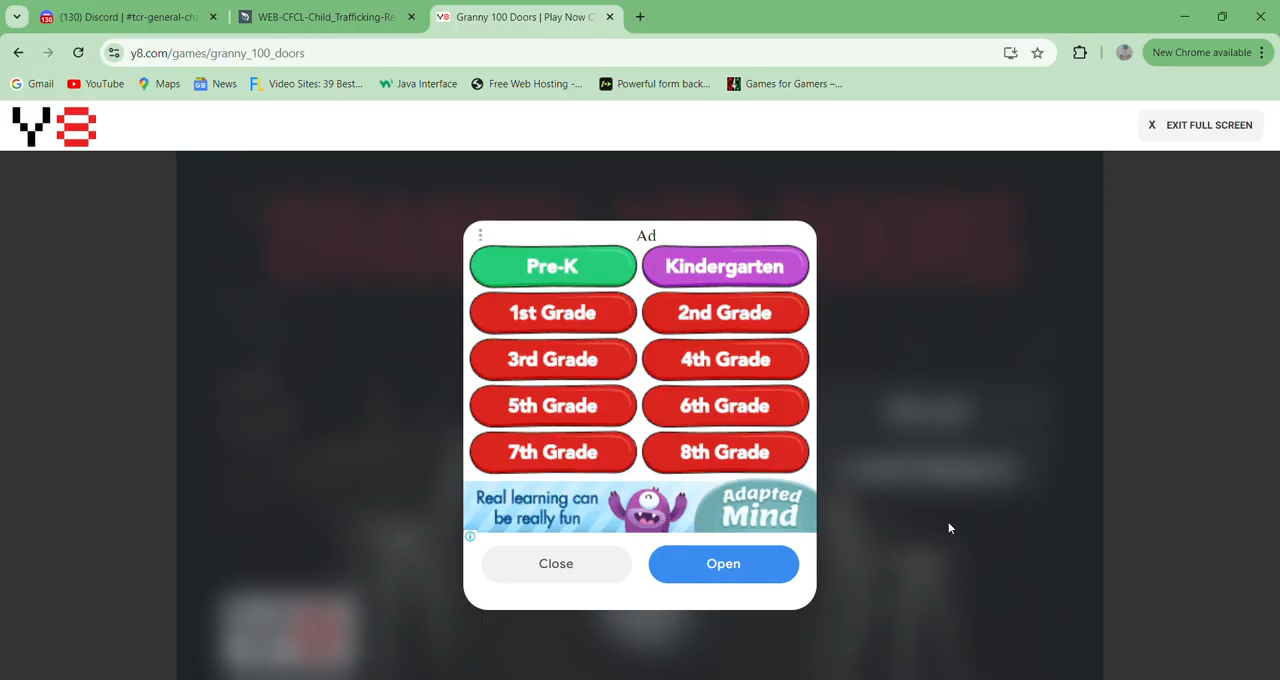 130
(130) Discord | #tcr-general-ch
WEB-CFCL-Child_Trafficking-Re
Y8
Granny 100 Doors | Play Now O
y8.com/games/granny_100_doors
New Chrome available
Gmail
YouTube
Maps
News
Video Sites: 39 Best...
Java Interface
Free Web Hosting -...
Powerful form back...
Games for Gamers –...
Y8
X EXIT FULL SCREEN
Ad
Pre-K
Kindergarten
1st Grade
2nd Grade
3rd Grade
4th Grade
5th Grade
6th Grade
7th Grade
8th Grade
Real learning can
be really fun
Adapted
Mind
Close
Open